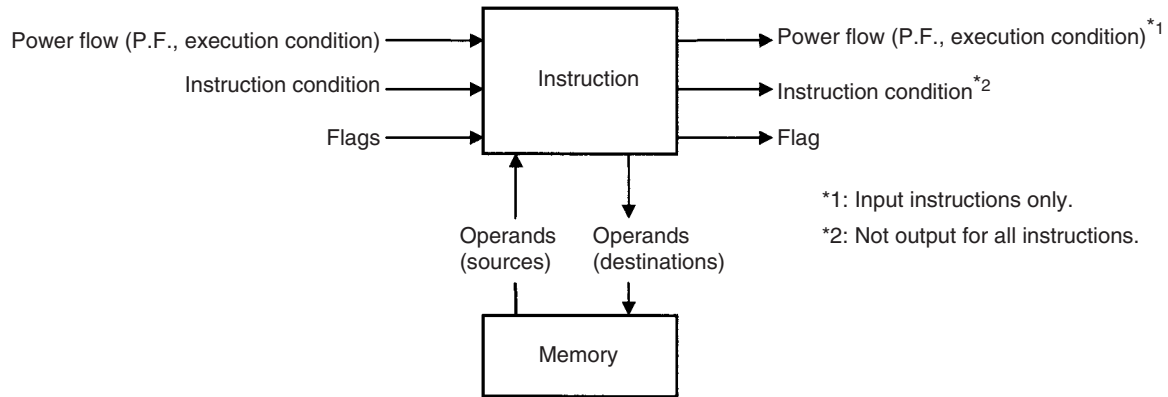 Power flow (P.F., execution condition)
Instruction condition
Flags
Instruction
Power flow (P.F., execution condition)*1
Instruction condition*2
Flag
*1: Input instructions only.
*2: Not output for all instructions.
Operands
(sources)
Operands
(destinations)
Memory